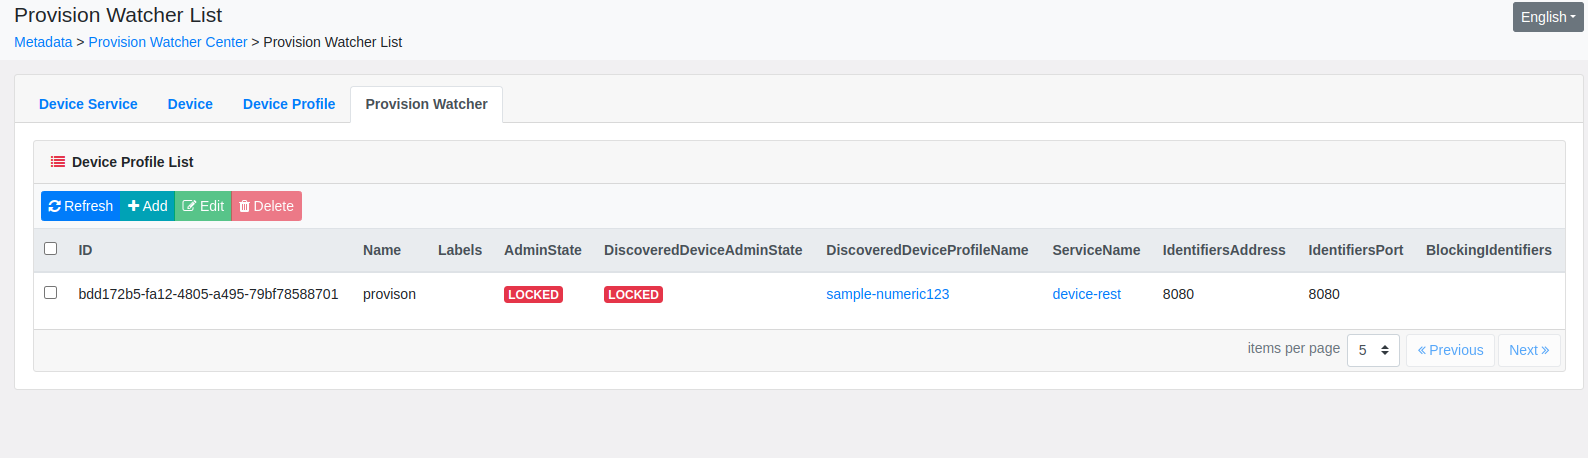 Provision Watcher List
English
Metadata > Provision Watcher Center > Provision Watcher List
Device Service Device Device Profile Provision Watcher
Device Profile List
Refresh Add Edit Delete
ID Name Labels AdminState DiscoveredDeviceAdminState DiscoveredDeviceProfileName ServiceName IdentifiersAddress IdentifiersPort BlockingIdentifiers
bdd172b5-fa12-4805-a495-79bf78588701 provison LOCKED LOCKED sample-numeric123 device-rest 8080 8080
items per page 5 « Previous Next »